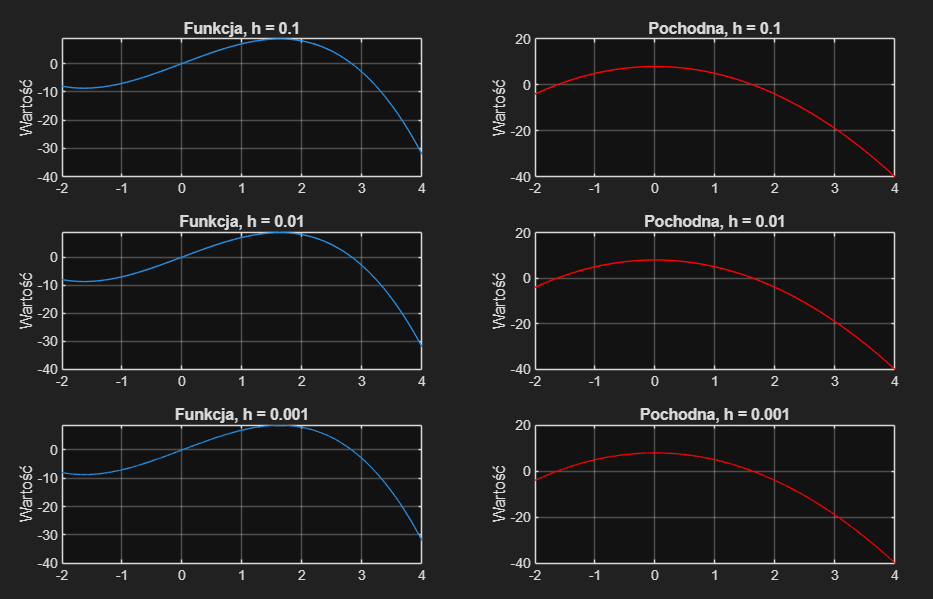 Funkcja, h = 0.1
Wartość
0
-10
-20
-30
-40
-2 -1 0 1 2 3 4
Pochodna, h = 0.1
Wartość
20
0
-20
-40
-2 -1 0 1 2 3 4
Funkcja, h = 0.01
Wartość
0
-10
-20
-30
-40
-2 -1 0 1 2 3 4
Pochodna, h = 0.01
Wartość
20
0
-20
-40
-2 -1 0 1 2 3 4
Funkcja, h = 0.001
Wartość
0
-10
-20
-30
-40
-2 -1 0 1 2 3 4
Pochodna, h = 0.001
Wartość
20
0
-20
-40
-2 -1 0 1 2 3 4